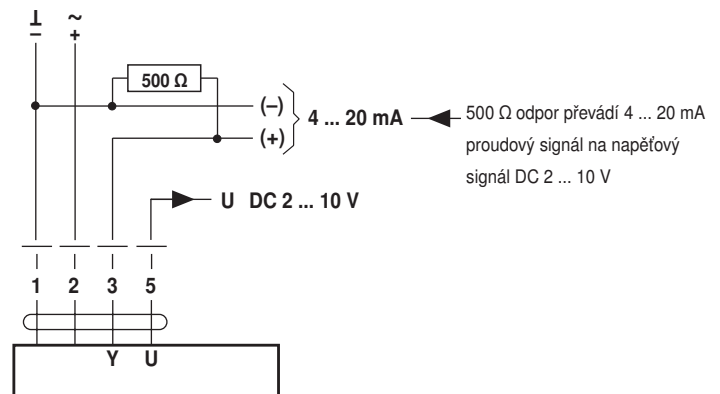 ⊥ ~
– +
500 Ω
(–)
(+)
4 ... 20 mA
500 Ω odpor převádí 4 ... 20 mA
proudový signál na napěťový
signál DC 2 ... 10 V
U DC 2 ... 10 V
1 2 3 5
Y U